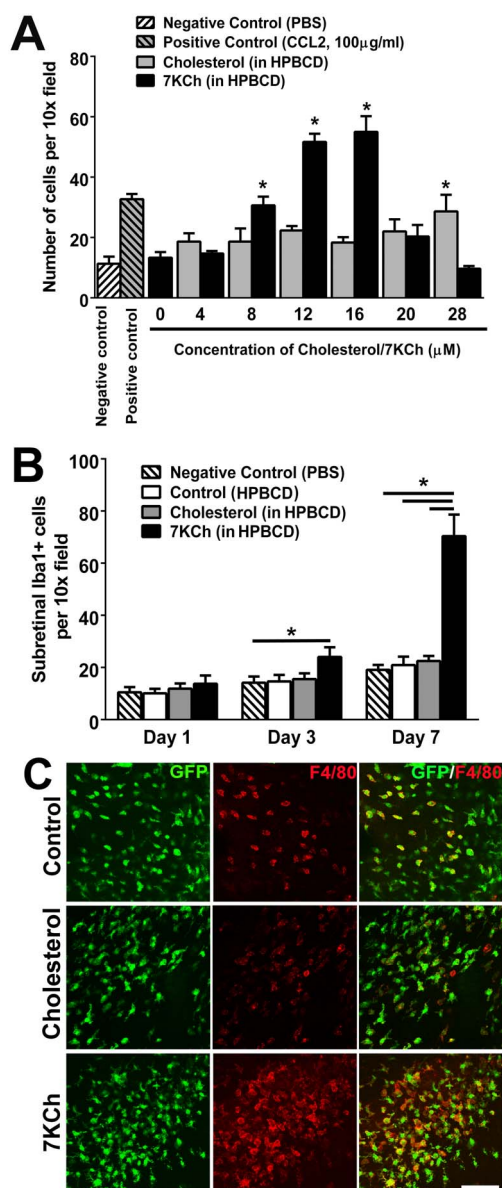 A
Negative Control (PBS)
Positive Control (CCL2, 100μg/ml)
Cholesterol (in HPBCD)
7KCh (in HPBCD)
Number of cells per 10x field
80
60
40
20
0
* * * *
Negative control
Positive control
0 4 8 12 16 20 28
Concentration of Cholesterol/7KCh (μM)
B
Negative Control (PBS)
Control (HPBCD)
Cholesterol (in HPBCD)
7KCh (in HPBCD)
Subretinal Iba1+ cells
per 10x field
100
80
60
40
20
0
* *
Day 1 Day 3 Day 7
C
GFP F4/80 GFP/F4/80
Control
Cholesterol
7KCh